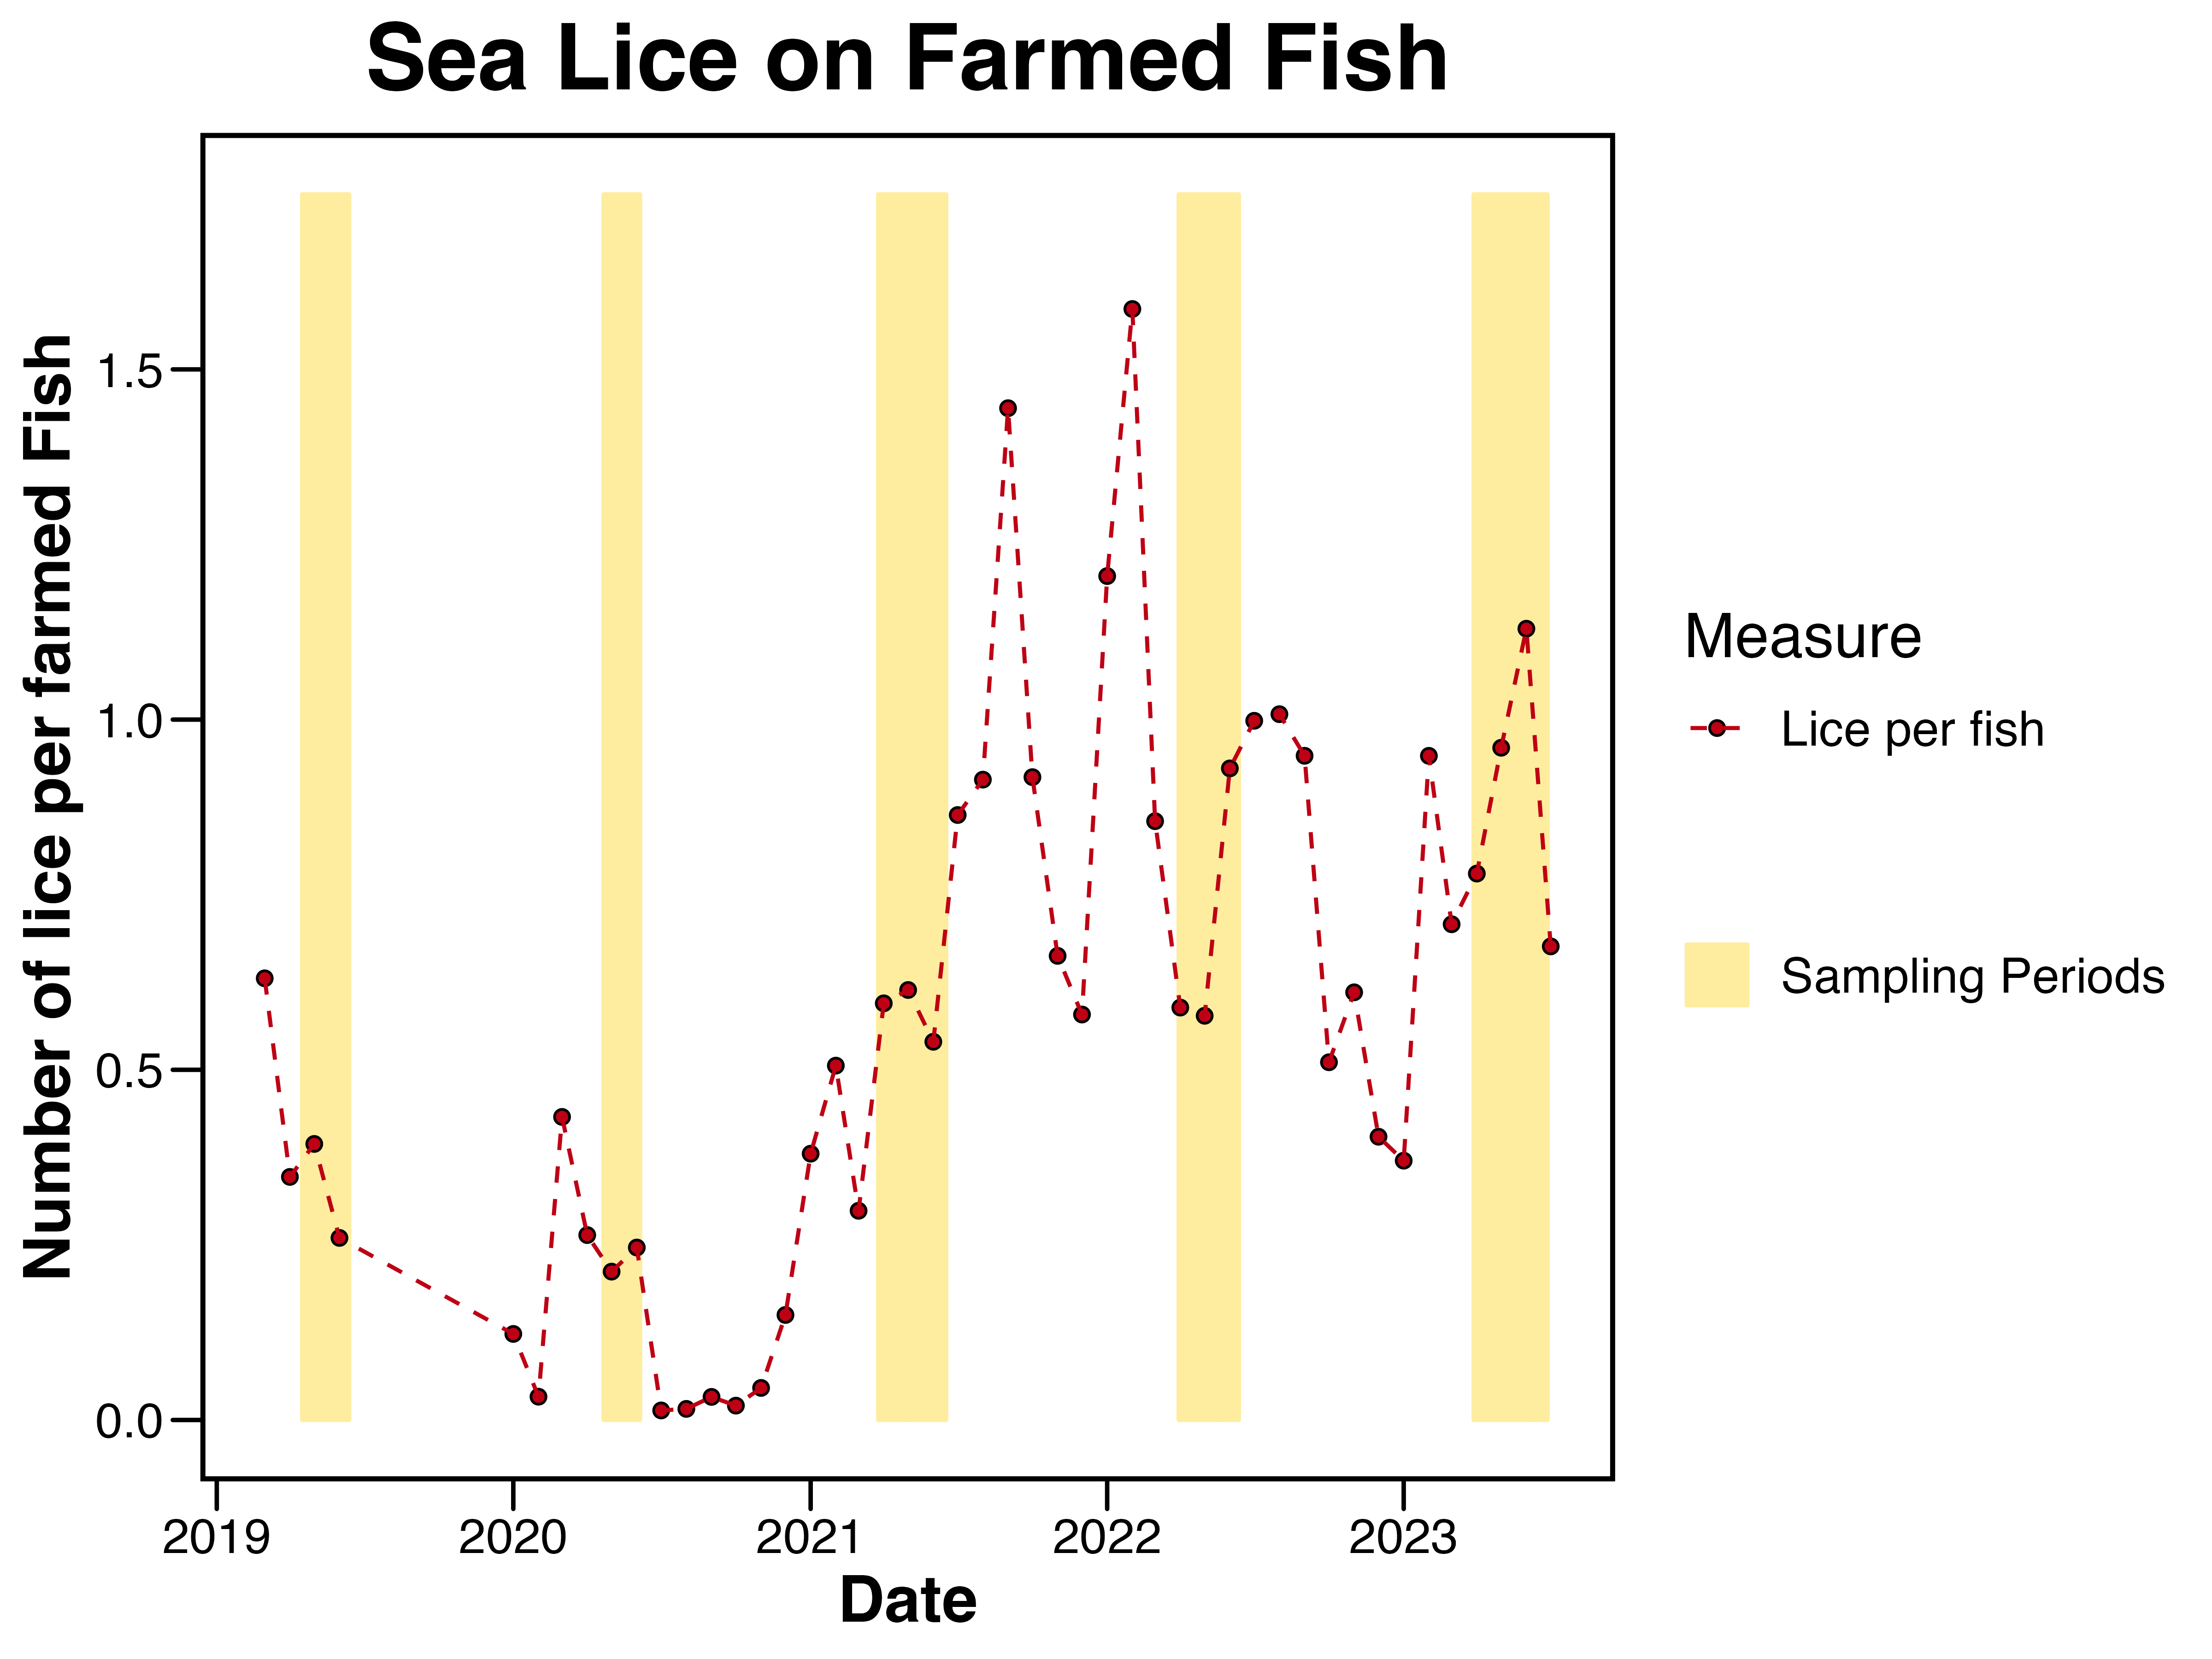 Sea Lice on Farmed Fish
Number of lice per farmed Fish
1.5
1.0
0.5
0.0
2019 2020 2021 2022 2023
Date
Measure
Lice per fish
Sampling Periods